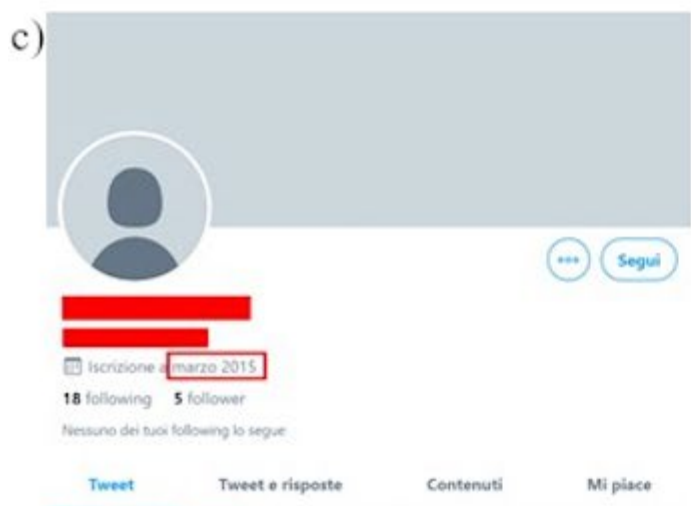 c)
Segui
Iscrizione a marzo 2015
18 following 5 follower
Nessuno dei tuoi following lo segue
Tweet Tweet e risposte Contenuti Mi piace